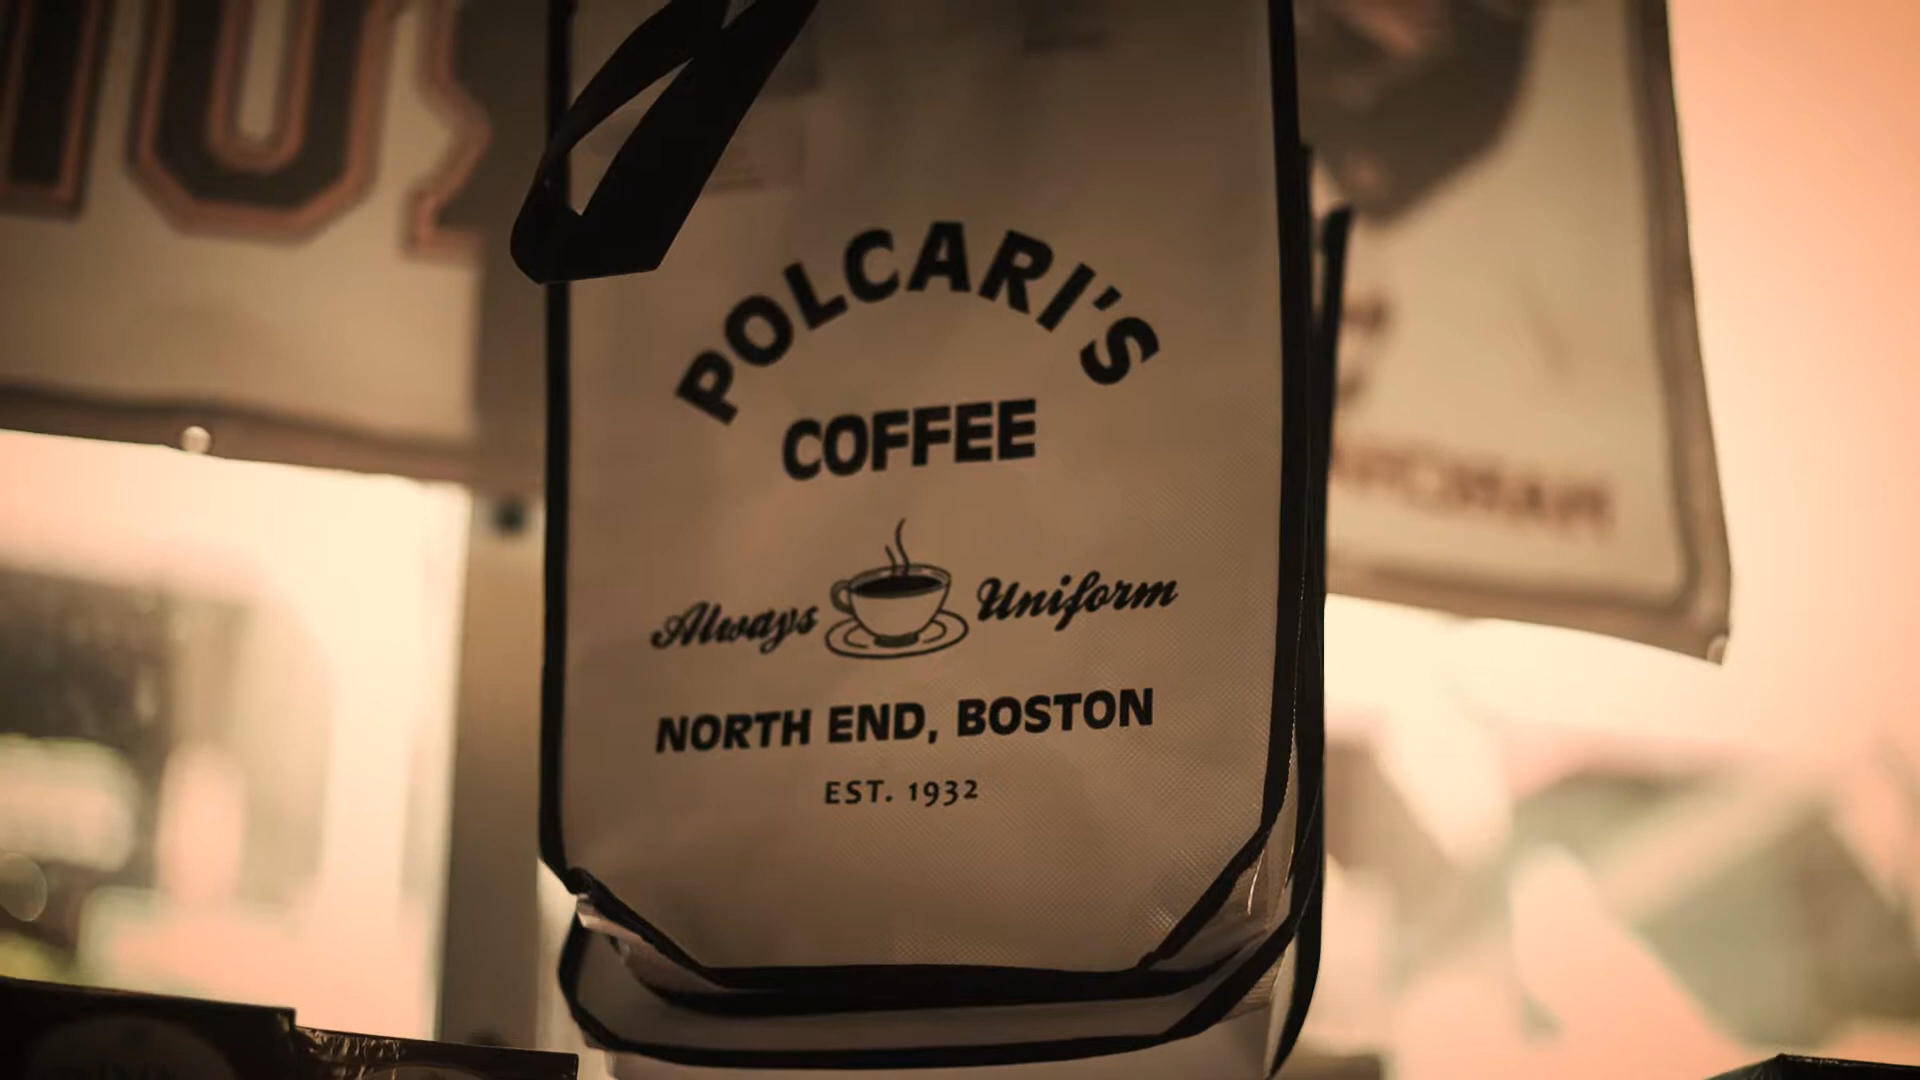 POLCARI'S
COFFEE
Always Uniform
NORTH END, BOSTON
EST. 1932